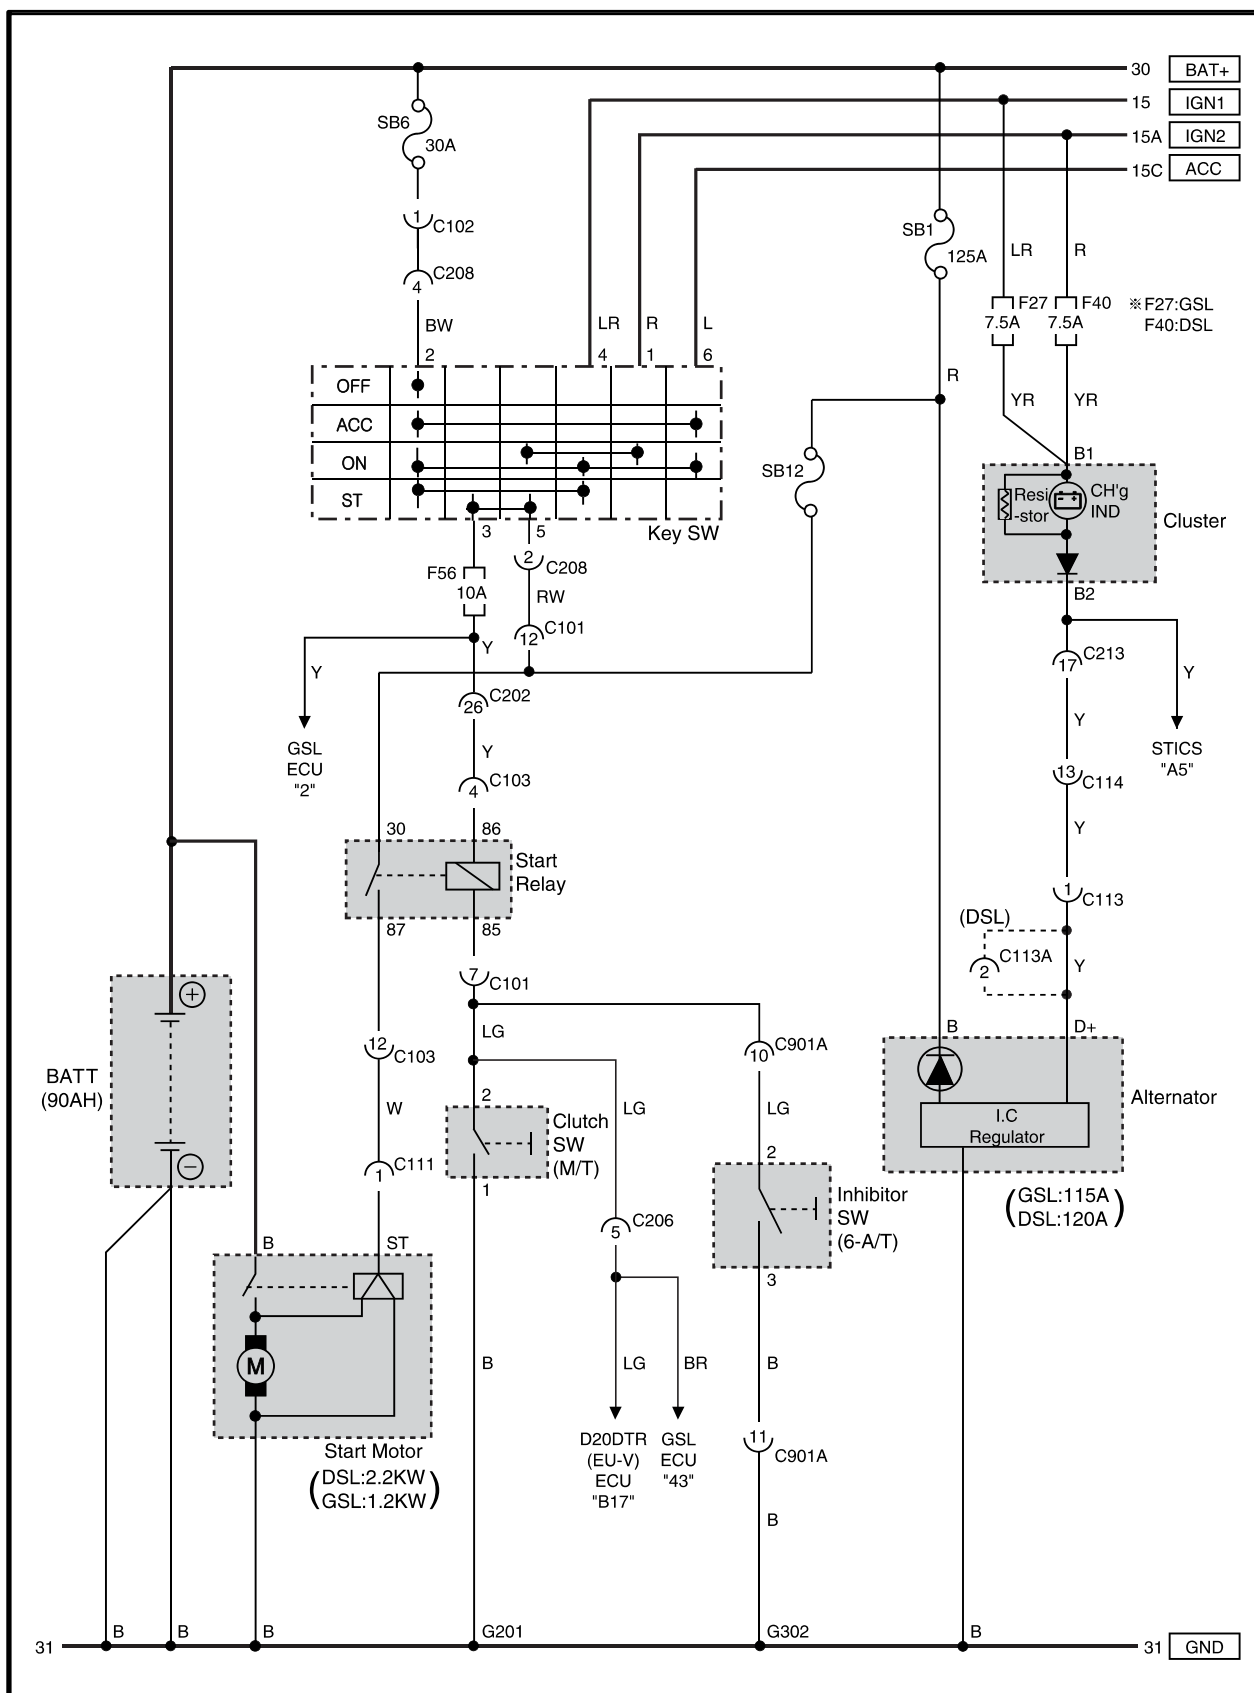 30 BAT+
15 IGN1
15A IGN2
15C ACC
SB6
30A
1
C102
C208
4
BW
LR
R
L
2
4
1
6
SB1
125A
LR
R
F27
7.5A
F40
7.5A
※F27:GSL
F40:DSL
R
YR
YR
OFF
ACC
ON
ST
Key SW
3
5
SB12
B1
Resi
-stor
CH'g
IND
Cluster
B2
F56
10A
2
C208
RW
C101
12
Y
Y
GSL
ECU
"2"
C202
26
Y
C103
4
C213
17
Y
Y
STICS
"A5"
13
C114
Y
1
C113
(DSL)
C113A
2
Y
30
86
Start
Relay
87
85
7
C101
LG
B
D+
I.C
Regulator
Alternator
(GSL:115A
DSL:120A)
+
BATT
(90AH)
−
12
C103
W
C111
1
2
Clutch
SW
(M/T)
1
LG
C901A
10
LG
2
Inhibitor
SW
(6-A/T)
3
C206
5
B
ST
M
Start Motor
(DSL:2.2KW
GSL:1.2KW)
B
LG
BR
B
D20DTR
(EU-V)
ECU
"B17"
GSL
ECU
"43"
11
C901A
B
31
B
B
B
G201
G302
B
31 GND